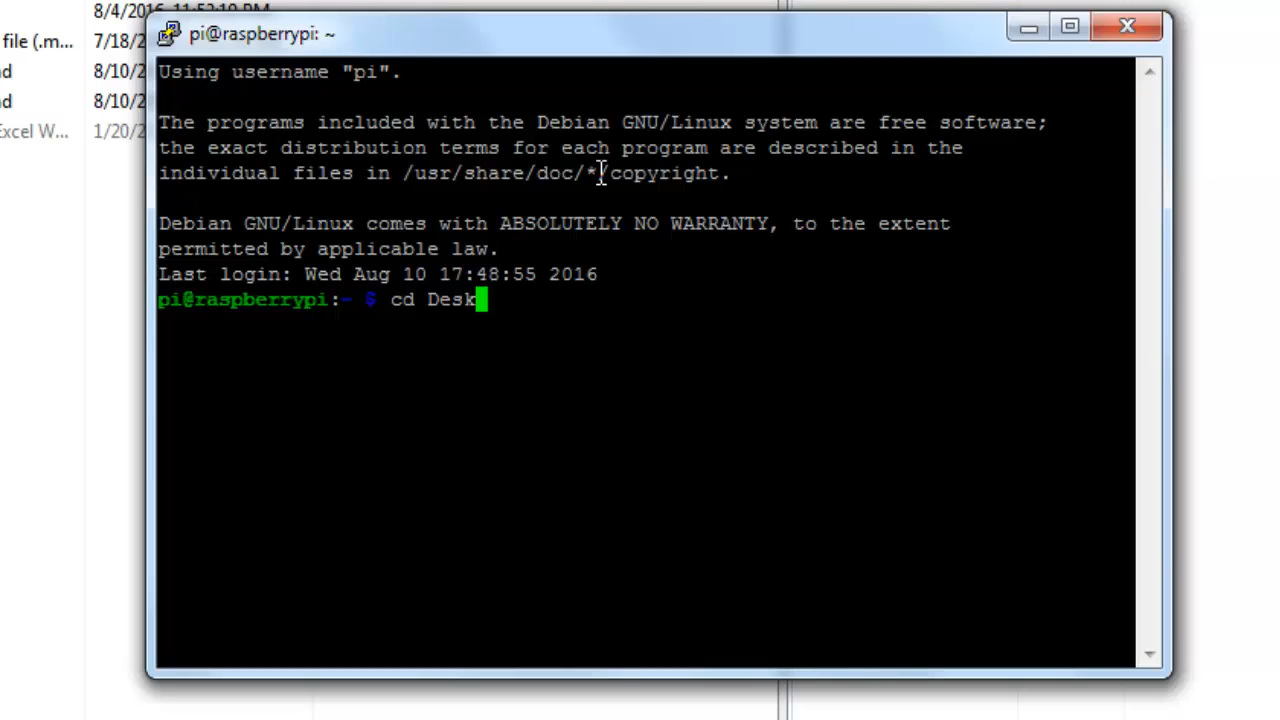 8/4/2016 11:52:19 PM
pi@raspberrypi: ~
file (.m... 7/18/2
d 8/10/2
d 8/10/2
Excel W... 1/20/2
Using username "pi".
The programs included with the Debian GNU/Linux system are free software;
the exact distribution terms for each program are described in the
individual files in /usr/share/doc/*/copyright.
Debian GNU/Linux comes with ABSOLUTELY NO WARRANTY, to the extent
permitted by applicable law.
Last login: Wed Aug 10 17:48:55 2016
pi@raspberrypi:~ $ cd Desk